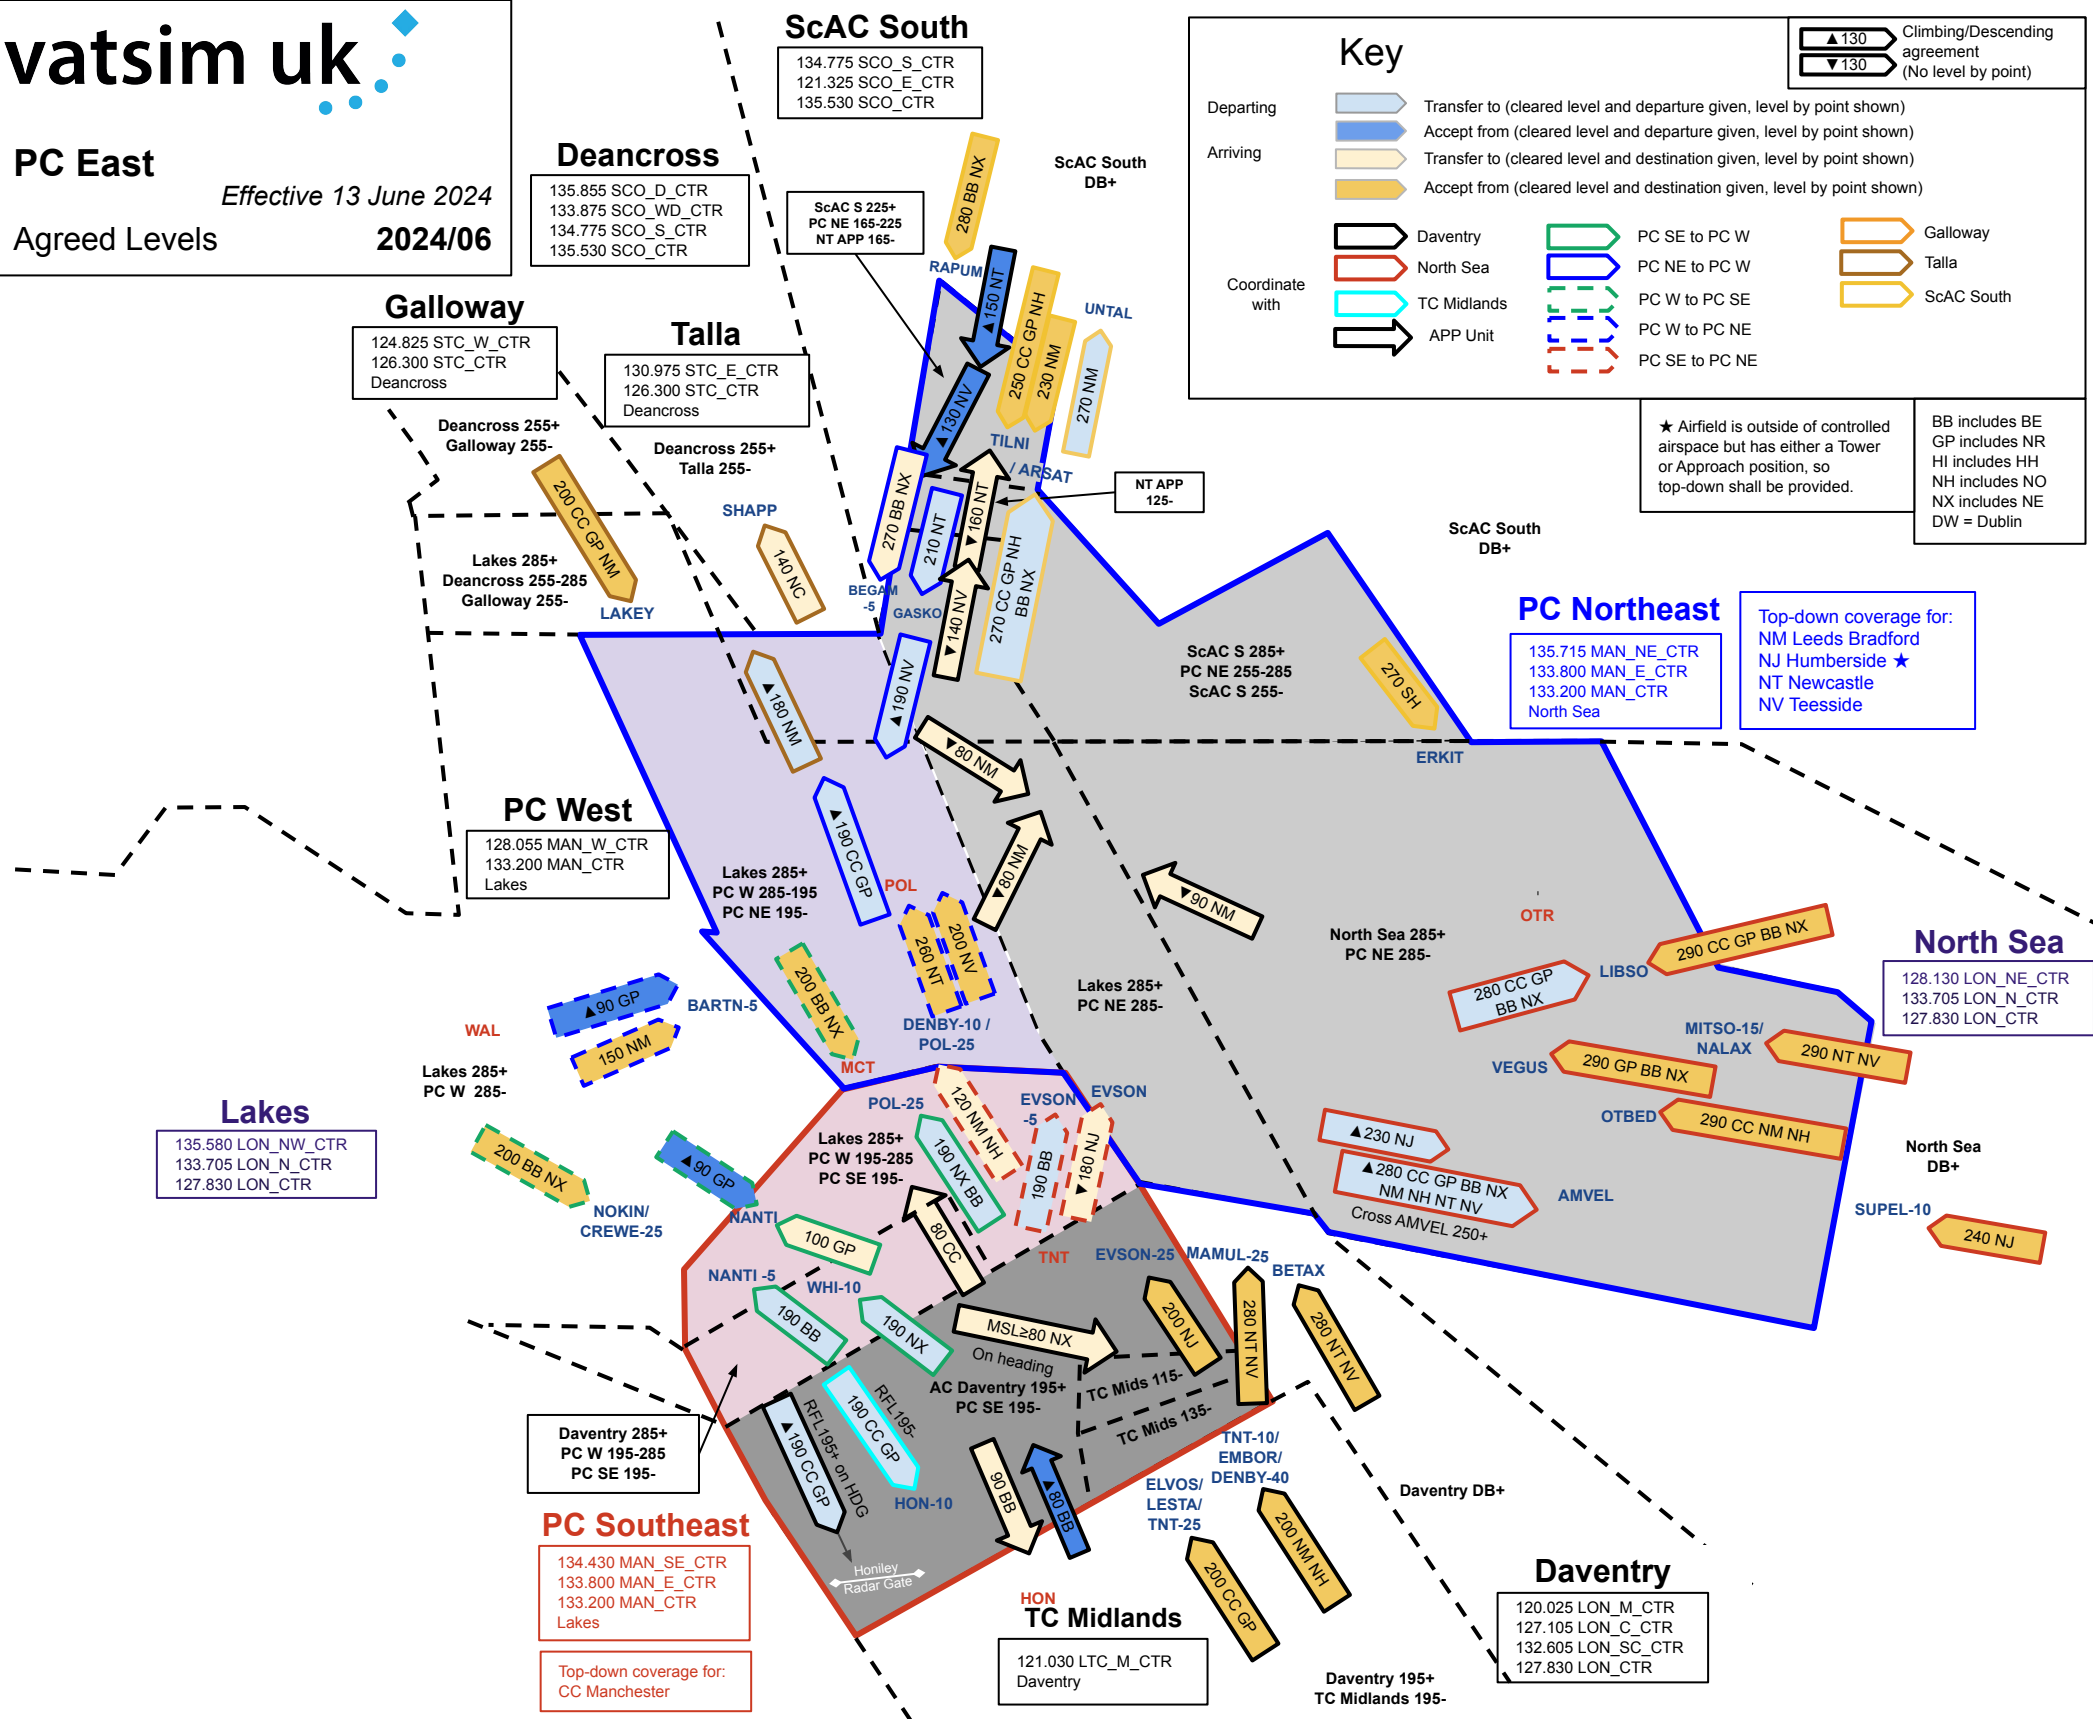 vatsim uk
PC East
Effective 13 June 2024
Agreed Levels 2024/06
ScAC South
134.775 SCO_S_CTR
121.325 SCO_E_CTR
135.530 SCO_CTR
Deancross
135.855 SCO_D_CTR
133.875 SCO_WD_CTR
134.775 SCO_S_CTR
135.530 SCO_CTR
Galloway
124.825 STC_W_CTR
126.300 STC_CTR
Deancross
Talla
130.975 STC_E_CTR
126.300 STC_CTR
Deancross
Key
▲130
▼130
Climbing/Descending
agreement
(No level by point)
Departing
Transfer to (cleared level and departure given, level by point shown)
Accept from (cleared level and departure given, level by point shown)
Arriving
Transfer to (cleared level and destination given, level by point shown)
Accept from (cleared level and destination given, level by point shown)
Coordinate
with
Daventry
North Sea
TC Midlands
APP Unit
PC SE to PC W
PC NE to PC W
PC W to PC SE
PC W to PC NE
PC SE to PC NE
Galloway
Talla
ScAC South
★ Airfield is outside of controlled
airspace but has either a Tower
or Approach position, so
top-down shall be provided.
BB includes BE
GP includes NR
HI includes HH
NH includes NO
NX includes NE
DW = Dublin
ScAC S 225+
PC NE 165-225
NT APP 165-
ScAC South
DB+
280 BB NX
RAPUM
▲150 NT
250 CC GP NH
230 NM
UNTAL
270 NM
▲130 NV
TILNI
/ ARSAT
NT APP
125-
270 BB NX
210 NT
▼160 NT
270 CC GP NH
BB NX
▼140 NV
BEGAM
-5
GASKO
▲190 NV
Deancross 255+
Galloway 255-
200 CC GP NM
LAKEY
Deancross 255+
Talla 255-
SHAPP
140 NC
Lakes 285+
Deancross 255-285
Galloway 255-
▲180 NM
ScAC South
DB+
ScAC S 285+
PC NE 255-285
ScAC S 255-
270 SH
ERKIT
PC Northeast
135.715 MAN_NE_CTR
133.800 MAN_E_CTR
133.200 MAN_CTR
North Sea
Top-down coverage for:
NM Leeds Bradford
NJ Humberside ★
NT Newcastle
NV Teesside
PC West
128.055 MAN_W_CTR
133.200 MAN_CTR
Lakes
▼80 NM
▲190 CC GP
▼80 NM
▼90 NM
Lakes 285+
PC W 285-195
PC NE 195-
POL
260 NT
200 NV
DENBY-10 /
POL-25
200 BB NX
MCT
▲90 GP
BARTN-5
WAL
150 NM
Lakes 285+
PC W  285-
Lakes 285+
PC NE 285-
North Sea 285+
PC NE 285-
OTR
290 CC GP BB NX
LIBSO
280 CC GP
BB NX
North Sea
128.130 LON_NE_CTR
133.705 LON_N_CTR
127.830 LON_CTR
MITSO-15/
NALAX
290 NT NV
VEGUS
290 GP BB NX
OTBED
290 CC NM NH
North Sea
DB+
▲230 NJ
▲280 CC GP BB NX
NM NH NT NV
Cross AMVEL 250+
AMVEL
SUPEL-10
240 NJ
Lakes
135.580 LON_NW_CTR
133.705 LON_N_CTR
127.830 LON_CTR
200 BB NX
NOKIN/
CREWE-25
▲90 GP
NANTI
POL-25
120 NM NH
EVSON
-5
EVSON
Lakes 285+
PC W 195-285
PC SE 195-
190 NX BB
190 BB
▼180 NJ
100 GP
80 CC
TNT
NANTI -5
WHI-10
190 BB
190 NX
EVSON-25
MAMUL-25
BETAX
MSL≥80 NX
On heading
200 NJ
280 NT NV
280 NT NV
AC Daventry 195+
PC SE 195-
TC Mids 115-
TC Mids 135-
Daventry 285+
PC W 195-285
PC SE 195-
▲190 CC GP
RFL195+ on HDG
190 CC GP
RFL195-
HON-10
90 BB
▲80 BB
Honiley
Radar Gate
HON
TNT-10/
EMBOR/
DENBY-40
ELVOS/
LESTA/
TNT-25
200 CC GP
200 NM NH
Daventry DB+
PC Southeast
134.430 MAN_SE_CTR
133.800 MAN_E_CTR
133.200 MAN_CTR
Lakes
Top-down coverage for:
CC Manchester
TC Midlands
121.030 LTC_M_CTR
Daventry
Daventry
120.025 LON_M_CTR
127.105 LON_C_CTR
132.605 LON_SC_CTR
127.830 LON_CTR
Daventry 195+
TC Midlands 195-